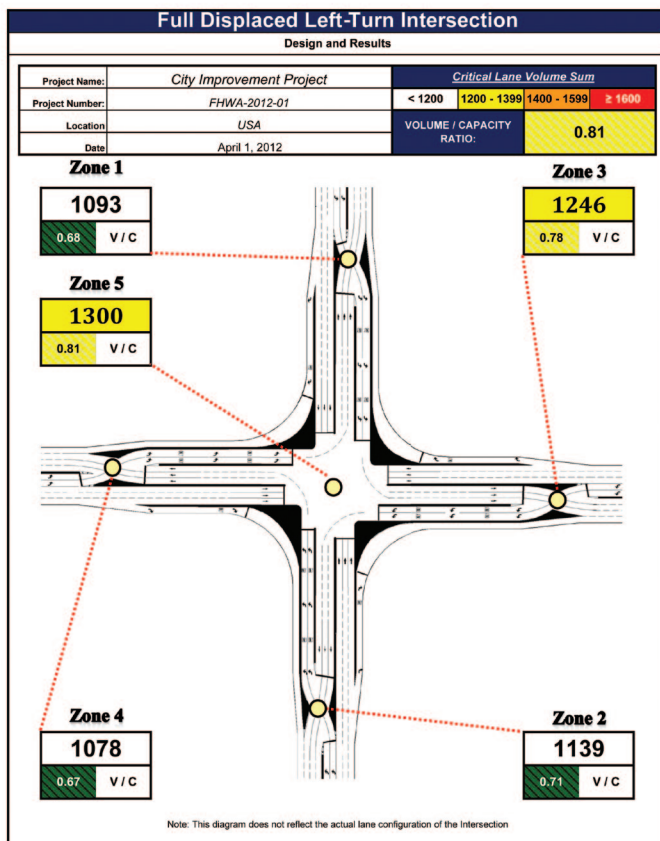 Full Displaced Left-Turn Intersection
Design and Results
Project Name: City Improvement Project
Critical Lane Volume Sum
Project Number: FHWA-2012-01
< 1200 1200 - 1399 1400 - 1599 ≥ 1600
Location USA
VOLUME / CAPACITY RATIO: 0.81
Date April 1, 2012
Zone 1
1093
0.68 V / C
Zone 3
1246
0.78 V / C
Zone 5
1300
0.81 V / C
Zone 4
1078
0.67 V / C
Zone 2
1139
0.71 V / C
Note: This diagram does not reflect the actual lane configuration of the Intersection